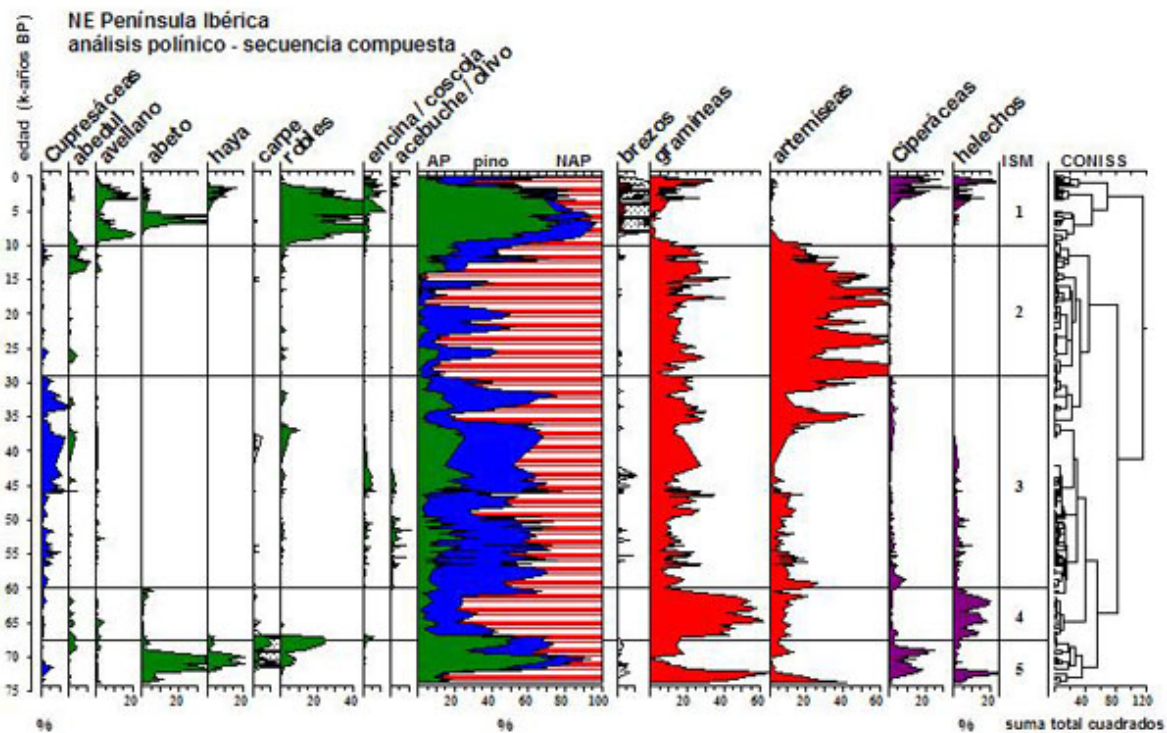 NE Península Ibérica
análisis polínico - secuencia compuesta
edad (k-años BP)
Cupresáceas
abedul
avellano
abeto
haya
carpe
robles
encina / coscoja
acebuche / olivo
AP pino NAP
brezos
gramineas
artemiseas
Ciperáceas
helechos
ISM
CONISS
0
5
10
15
20
25
30
35
40
45
50
55
60
65
70
75
1
2
3
4
5
20 20 20 40 20 40 60 80 100 20 40 60 20 40 60 20 20 40 80 120
% % % suma total cuadrados